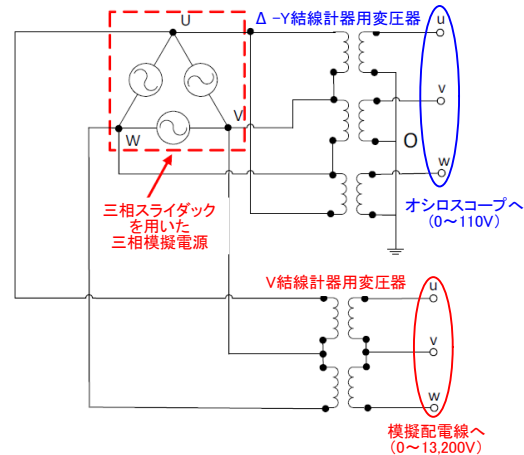 U
V
W
三相スライダック
を用いた
三相模擬電源
Δ-Y結線計器用変圧器
u
v
O
w
オシロスコープへ
(0～110V)
V結線計器用変圧器
u
v
w
模擬配電線へ
(0～13,200V)